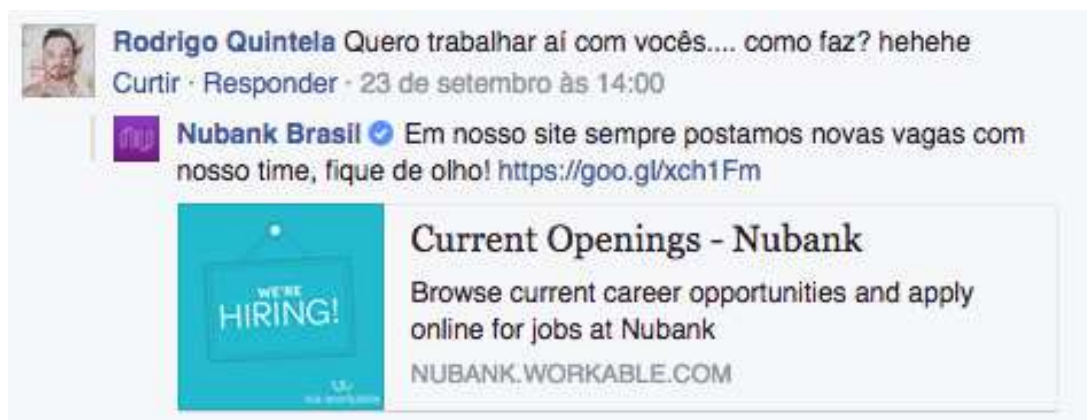 Rodrigo Quintela Quero trabalhar aí com vocês.... como faz? hehehe
Curtir · Responder · 23 de setembro às 14:00
nu
Nubank Brasil Em nosso site sempre postamos novas vagas com
nosso time, fique de olho! https://goo.gl/xch1Fm
WE'RE
HIRING!
Current Openings - Nubank
Browse current career opportunities and apply
online for jobs at Nubank
NUBANK.WORKABLE.COM